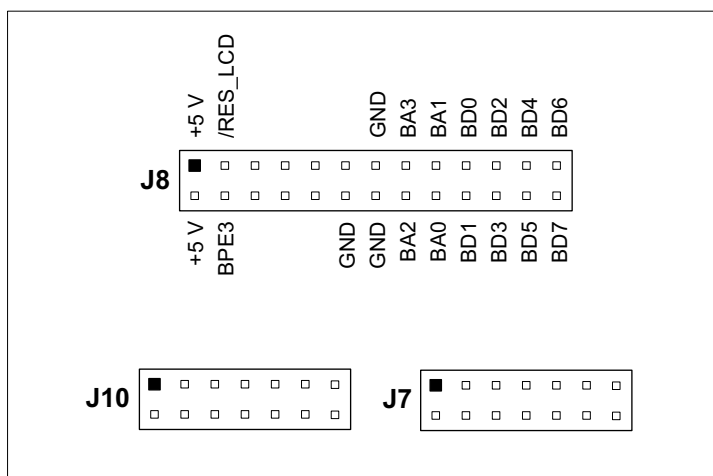 +5 V /RES_LCD GND BA3 BA1 BD0 BD2 BD4 BD6
J8
+5 V BPE3 GND GND BA2 BA0 BD1 BD3 BD5 BD7
J10 J7